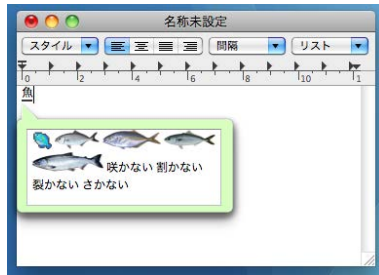 名称未設定
スタイル 間隔 リスト
0 2 4 6 8 10 1
魚
咲かない 割かない
裂かない さかない